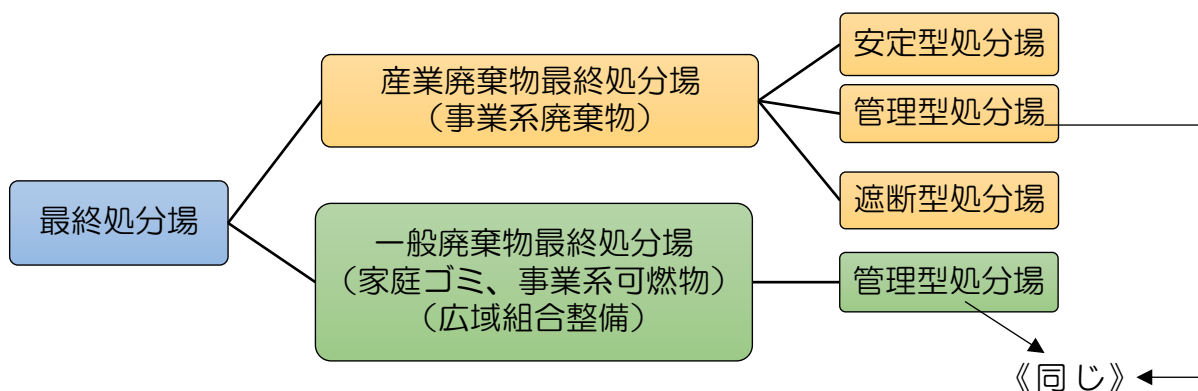 最終処分場
産業廃棄物最終処分場
（事業系廃棄物）
安定型処分場
管理型処分場
遮断型処分場
一般廃棄物最終処分場
（家庭ゴミ、事業系可燃物）
（広域組合整備）
管理型処分場
《同じ》